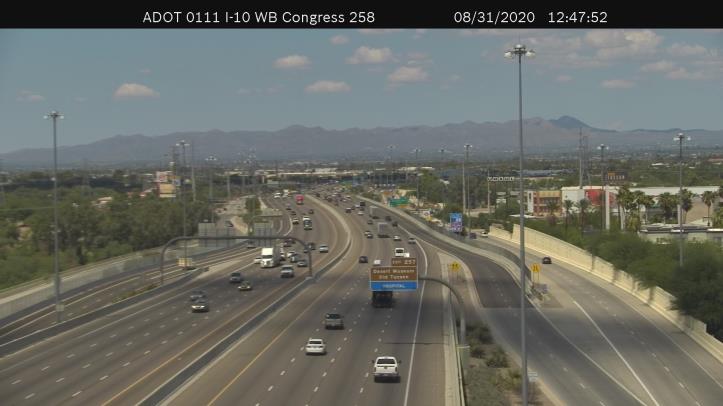 ADOT 0111 I-10 WB Congress 258 08/31/2020 12:47:52
EXIT 257
Desert Museum
Old Tucson
HOSPITAL